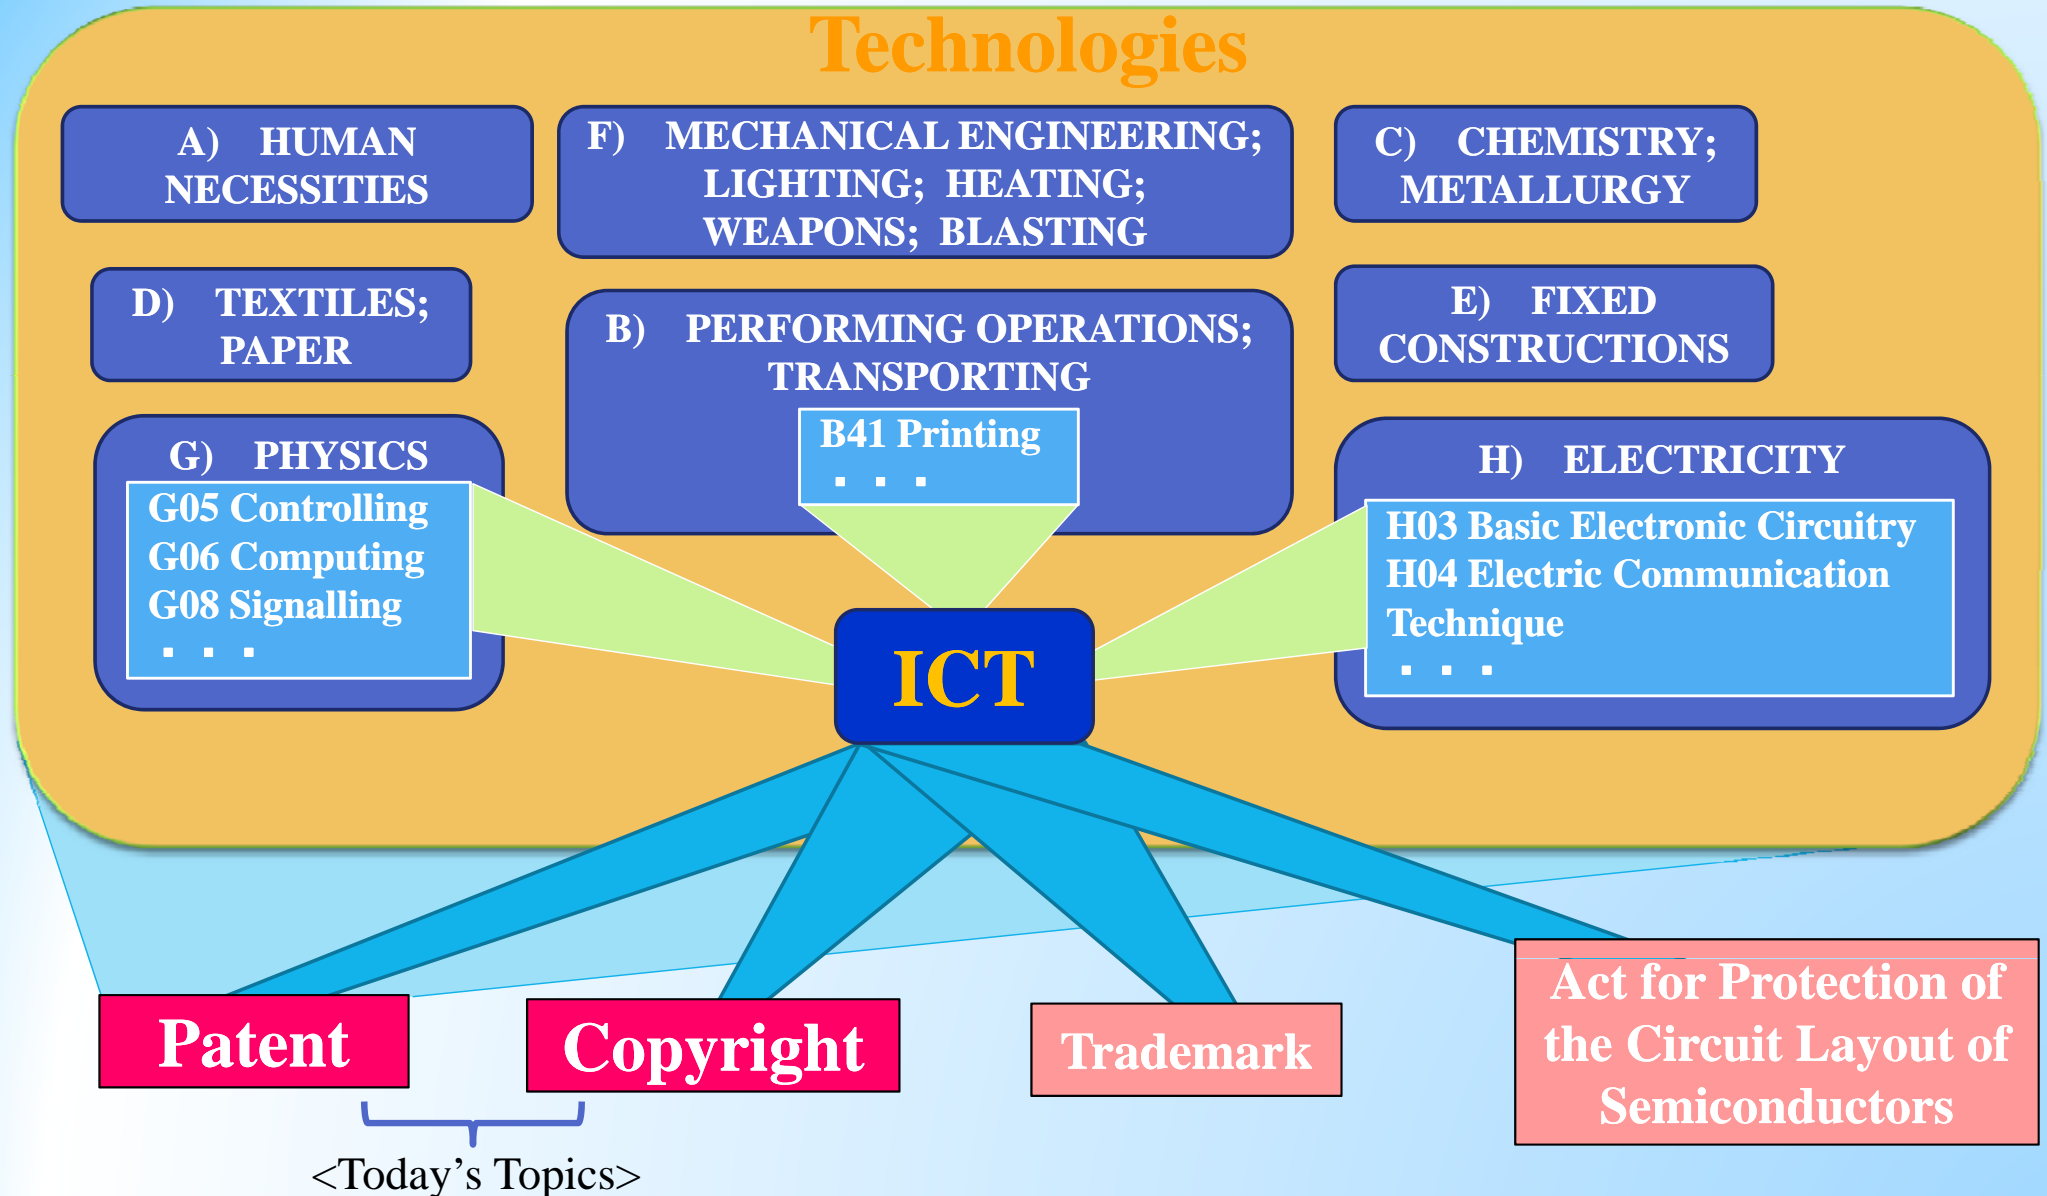 Technologies
A) HUMAN
NECESSITIES
F) MECHANICAL ENGINEERING;
LIGHTING; HEATING;
WEAPONS; BLASTING
C) CHEMISTRY;
METALLURGY
D) TEXTILES;
PAPER
B) PERFORMING OPERATIONS;
TRANSPORTING
B41 Printing
. . .
E) FIXED
CONSTRUCTIONS
G) PHYSICS
G05 Controlling
G06 Computing
G08 Signalling
. . .
H) ELECTRICITY
H03 Basic Electronic Circuitry
H04 Electric Communication
Technique
. . .
ICT
Patent
Copyright
Trademark
Act for Protection of
the Circuit Layout of
Semiconductors
<Today’s Topics>